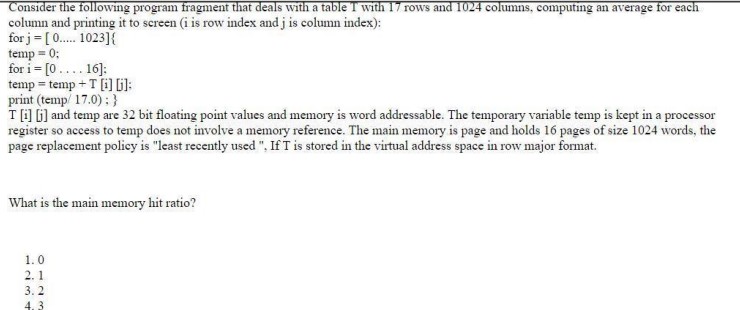 Consider the following program fragment that deals with a table T with 17 rows and 1024 columns, computing an average for each
column and printing it to screen (i is row index and j is column index):
for j = [ 0..... 1023]{
temp = 0;
for i = [0 . . . . 16];
temp = temp + T [i] [j];
print (temp/ 17.0) ; }
T [i] [j] and temp are 32 bit floating point values and memory is word addressable. The temporary variable temp is kept in a processor
register so access to temp does not involve a memory reference. The main memory is page and holds 16 pages of size 1024 words, the
page replacement policy is "least recently used ". If T is stored in the virtual address space in row major format.
What is the main memory hit ratio?
1. 0
2. 1
3. 2
4. 3